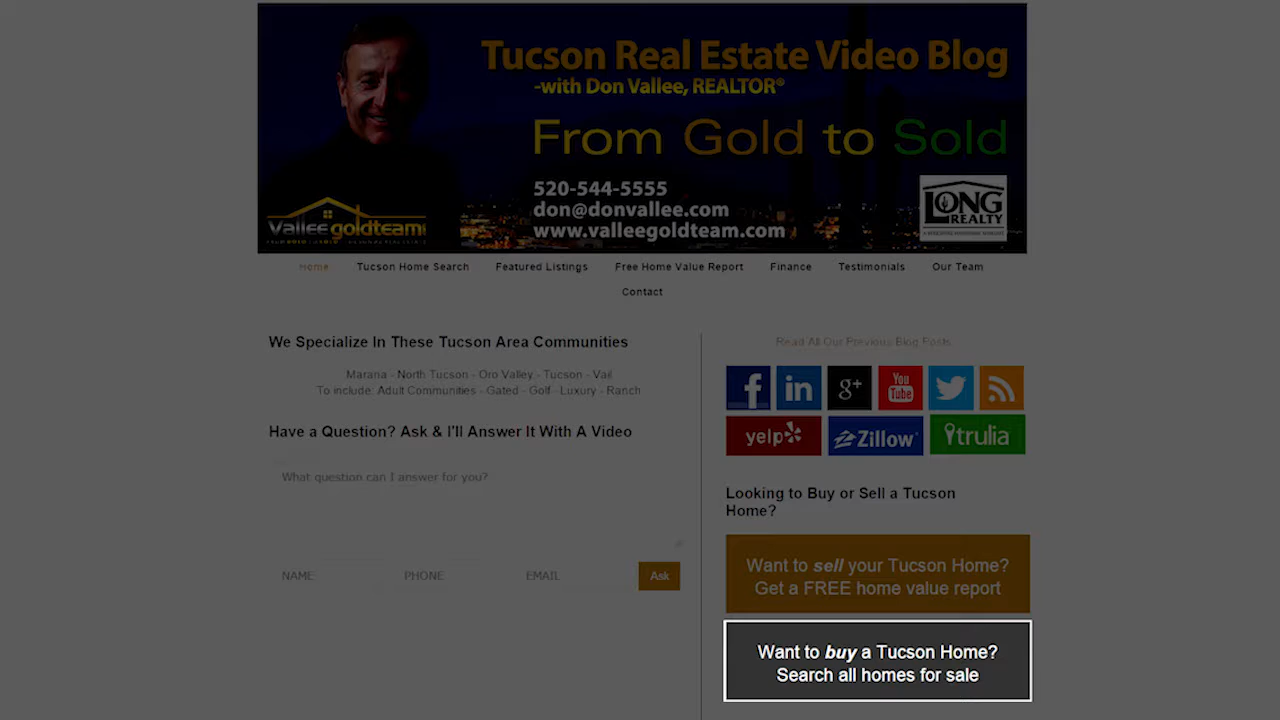 Tucson Real Estate Video Blog
-with Don Vallee, REALTOR®
From Gold to Sold
520-544-5555
don@donvallee.com
www.valleegoldteam.com
Vallee goldteam
LONG
REALTY
Home Tucson Home Search Featured Listings Free Home Value Report Finance Testimonials Our Team
Contact
We Specialize In These Tucson Area Communities
Marana - North Tucson - Oro Valley - Tucson - Vail
To include: Adult Communities - Gated - Golf - Luxury - Ranch
Have a Question? Ask & I'll Answer It With A Video
What question can I answer for you?
NAME PHONE EMAIL Ask
Read All Our Previous Blog Posts
f in g+ You Tube
yelp Zillow trulia
Looking to Buy or Sell a Tucson
Home?
Want to sell your Tucson Home?
Get a FREE home value report
Want to buy a Tucson Home?
Search all homes for sale